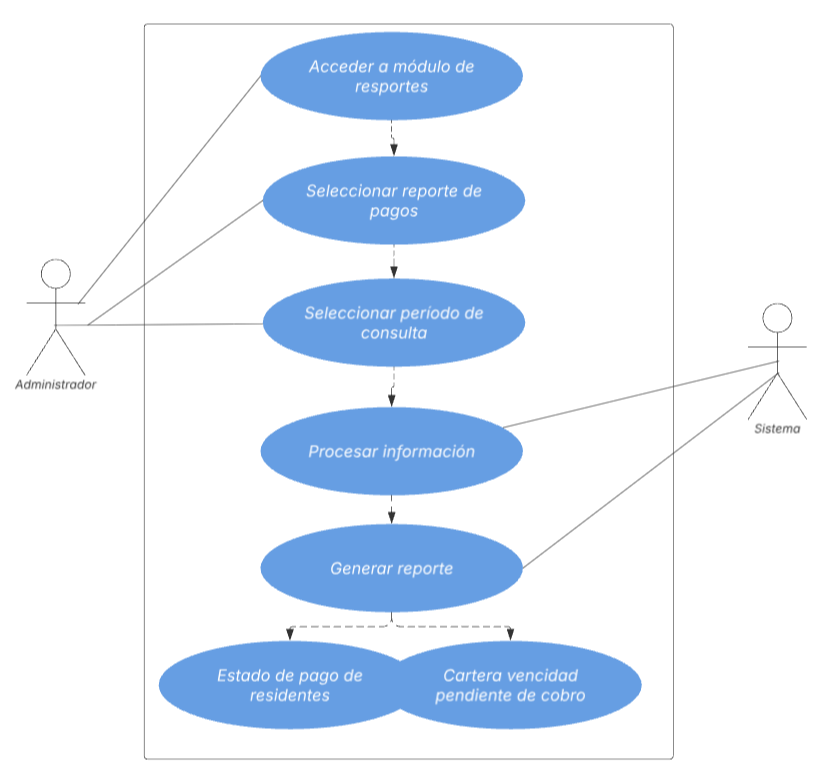 Acceder a módulo de
resportes
Seleccionar reporte de
pagos
Seleccionar período de
consulta
Administrador
Sistema
Procesar información
Generar reporte
Estado de pago de
residentes
Cartera vencidad
pendiente de cobro